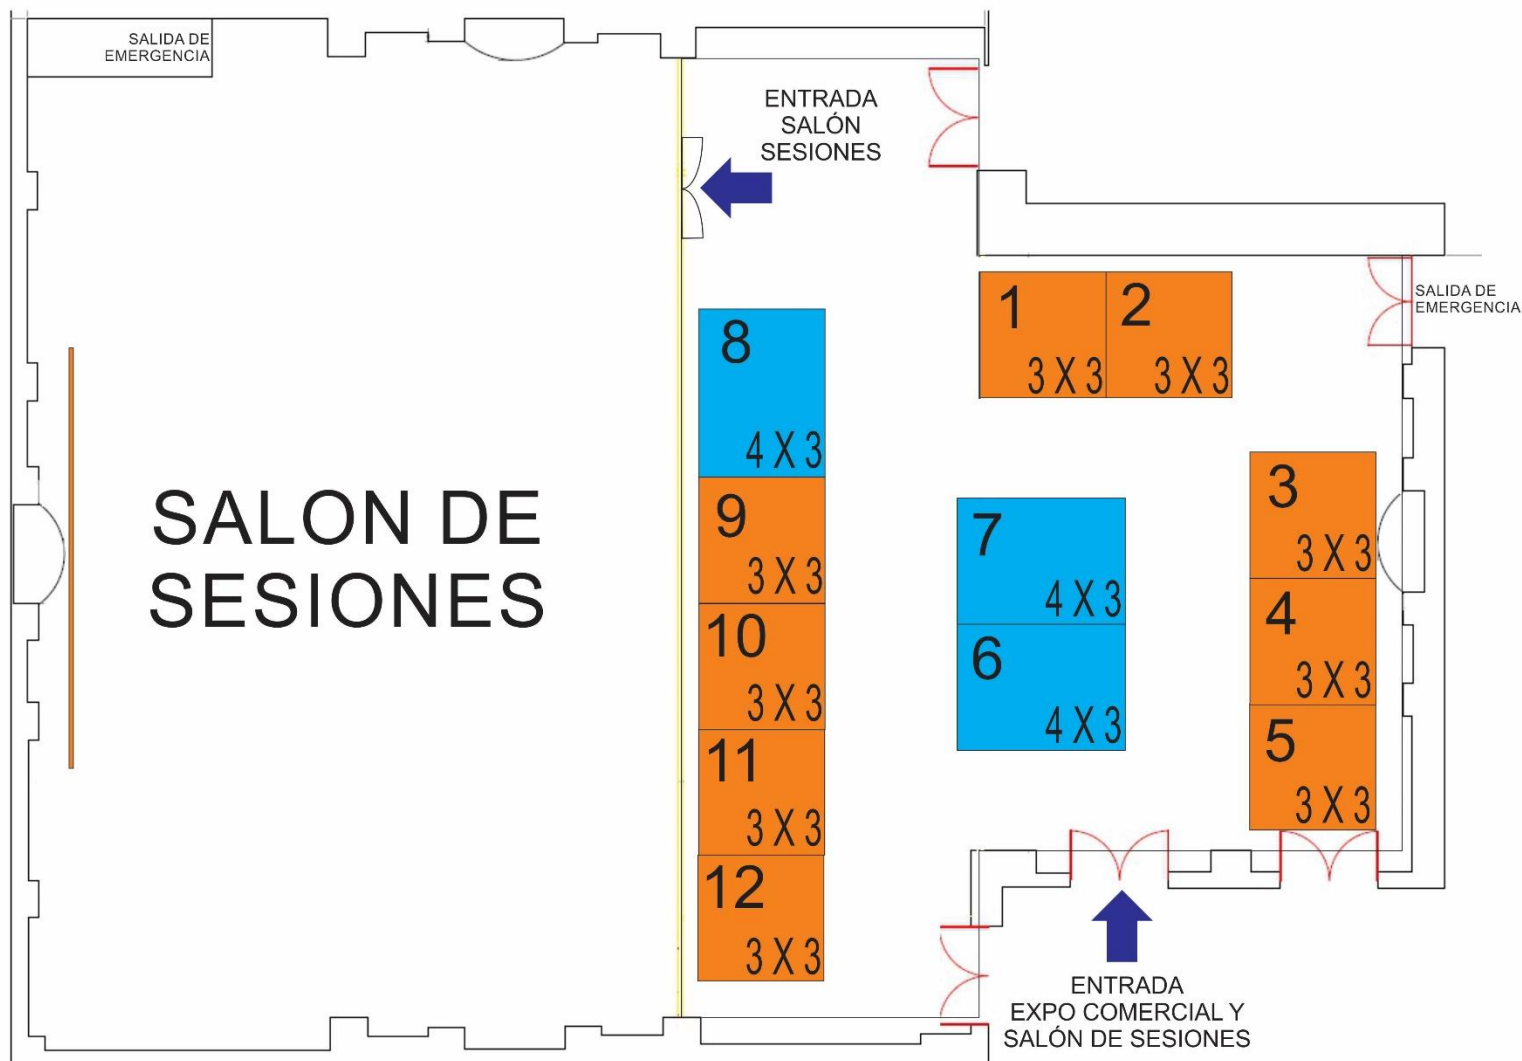 SALIDA DE
EMERGENCIA
ENTRADA
SALÓN
SESIONES
SALIDA DE
EMERGENCIA
1
3 X 3
2
3 X 3
8
4 X 3
3
3 X 3
SALON DE
SESIONES
9
3 X 3
7
4 X 3
4
3 X 3
10
3 X 3
6
4 X 3
5
3 X 3
11
3 X 3
12
3 X 3
ENTRADA
EXPO COMERCIAL Y
SALÓN DE SESIONES